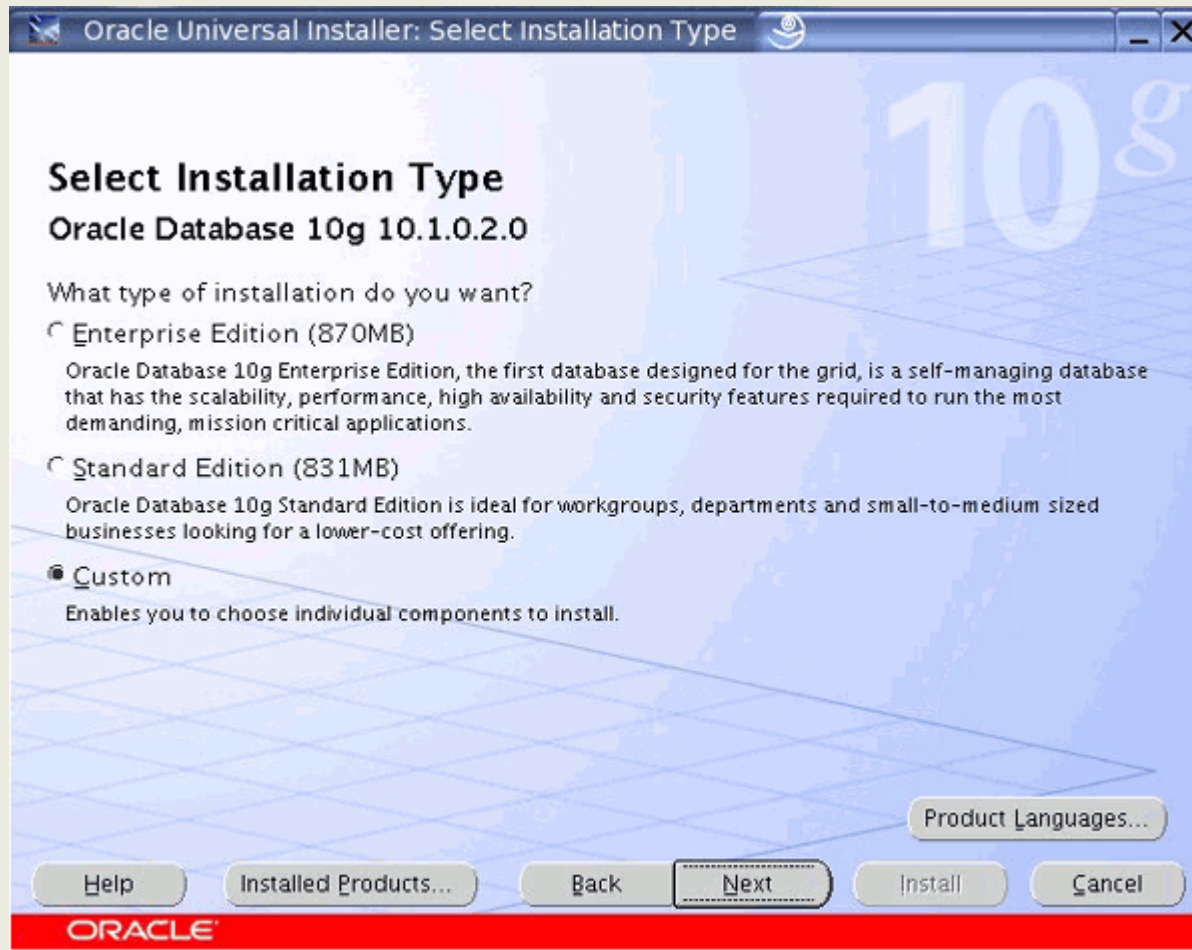 Oracle Universal Installer: Select Installation Type
10g
Select Installation Type
Oracle Database 10g 10.1.0.2.0
What type of installation do you want?
Enterprise Edition (870MB)
Oracle Database 10g Enterprise Edition, the first database designed for the grid, is a self-managing database
that has the scalability, performance, high availability and security features required to run the most
demanding, mission critical applications.
Standard Edition (831MB)
Oracle Database 10g Standard Edition is ideal for workgroups, departments and small-to-medium sized
businesses looking for a lower-cost offering.
Custom
Enables you to choose individual components to install.
Product Languages...
Help Installed Products... Back Next Install Cancel
ORACLE